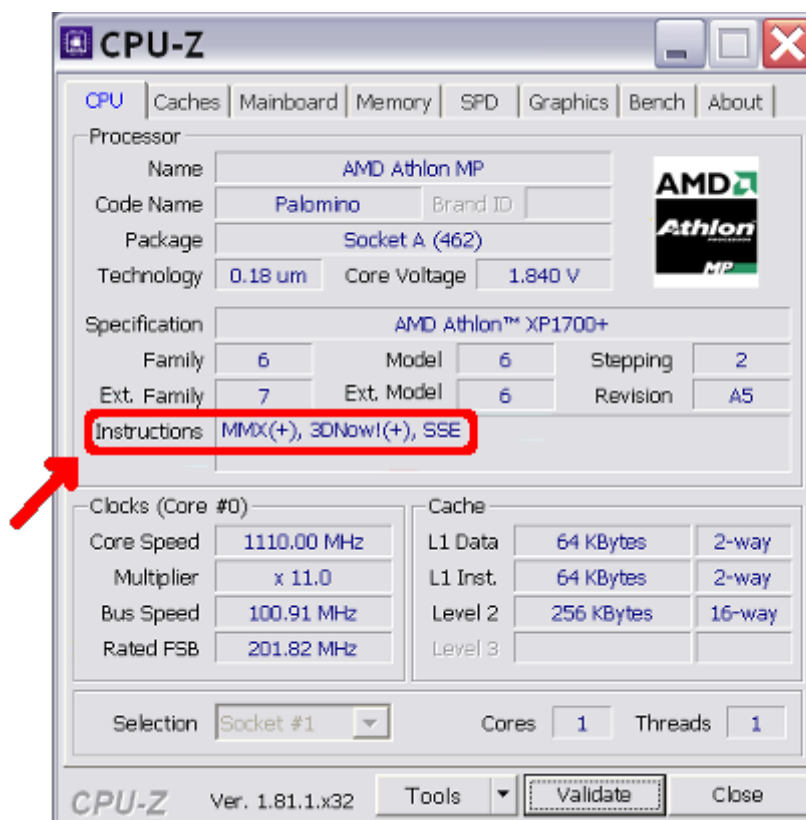 CPU-Z
CPU Caches Mainboard Memory SPD Graphics Bench About
Processor
Name AMD Athlon MP
Code Name Palomino Brand ID
Package Socket A (462)
Technology 0.18 um Core Voltage 1.840 V
AMD
Athlon
PROCESSOR
MP
Specification AMD Athlon™ XP1700+
Family 6 Model 6 Stepping 2
Ext. Family 7 Ext. Model 6 Revision A5
Instructions MMX(+), 3DNow!(+), SSE
Clocks (Core #0)
Core Speed 1110.00 MHz
Multiplier x 11.0
Bus Speed 100.91 MHz
Rated FSB 201.82 MHz
Cache
L1 Data 64 KBytes 2-way
L1 Inst. 64 KBytes 2-way
Level 2 256 KBytes 16-way
Level 3
Selection Socket #1 Cores 1 Threads 1
CPU-Z Ver. 1.81.1.x32 Tools Validate Close